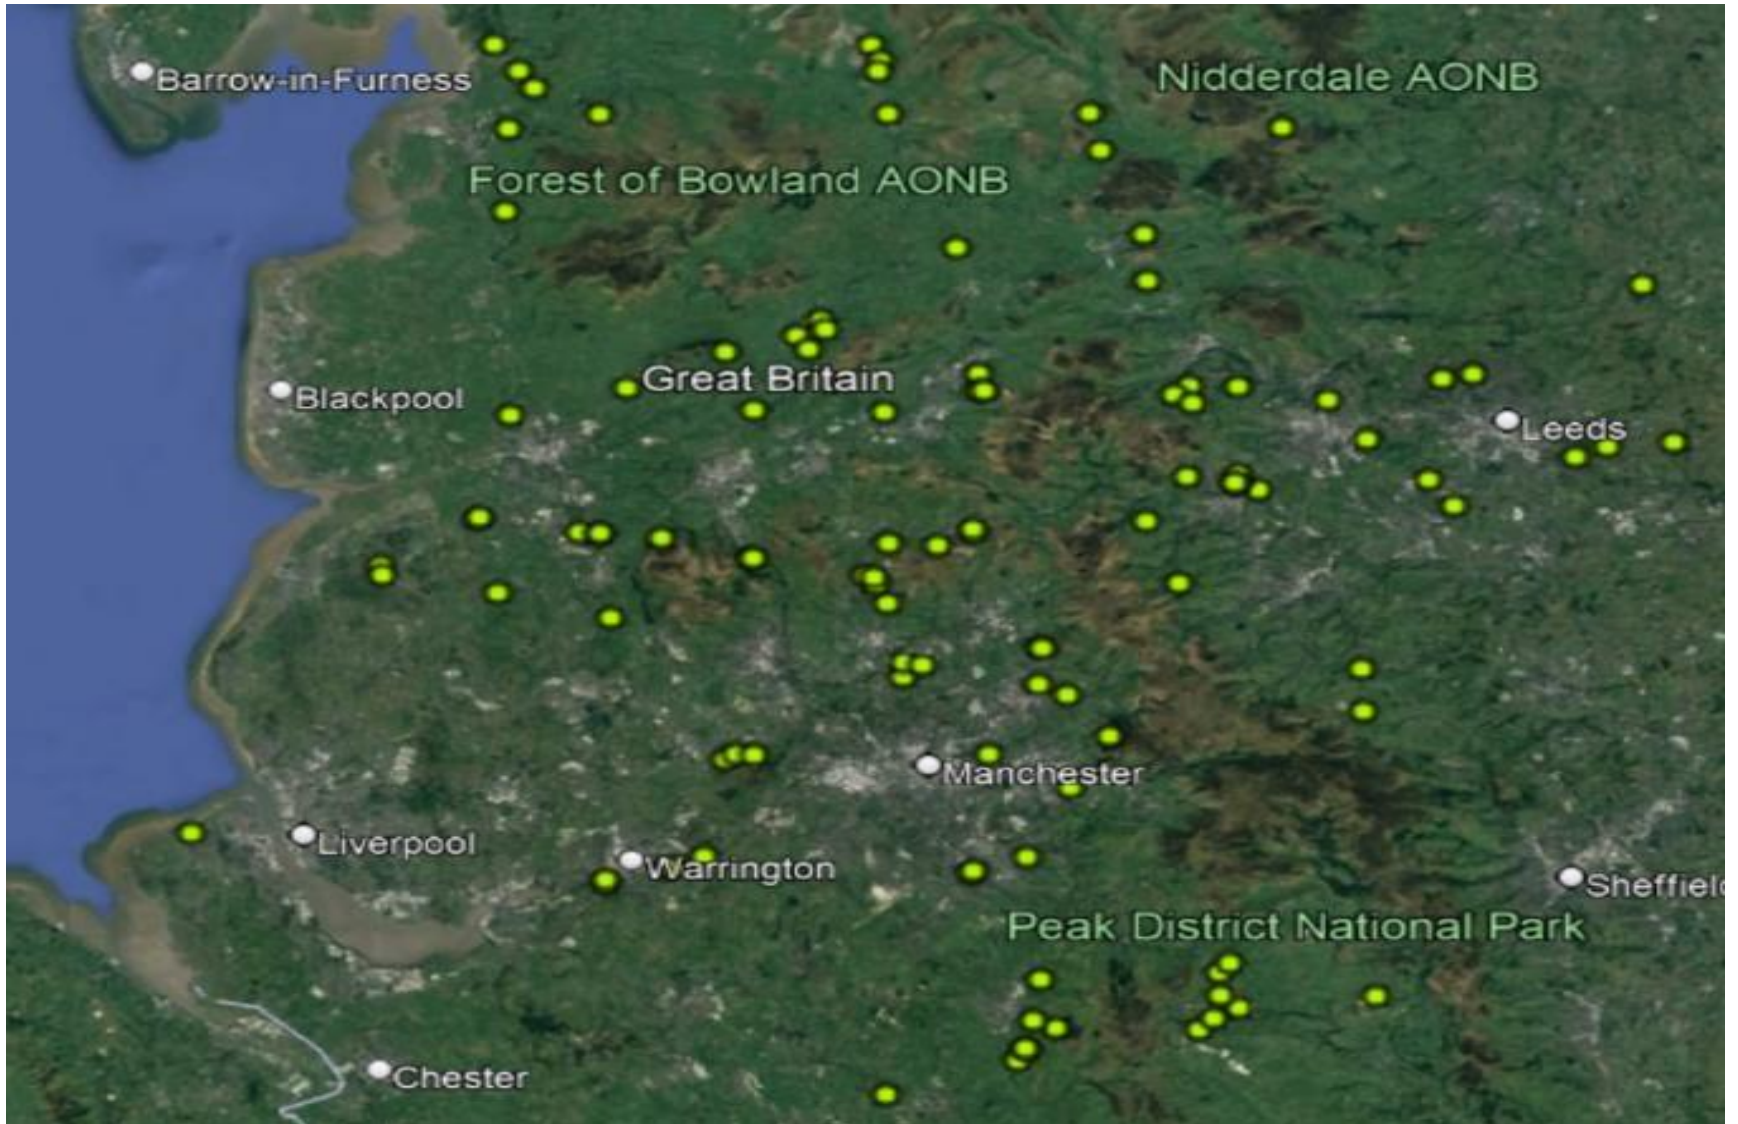 Nidderdale AONB
Barrow-in-Furness
Forest of Bowland AONB
Great Britain
Blackpool
Leeds
Manchester
Liverpool
Warrington
Sheffield
Peak District National Park
Chester